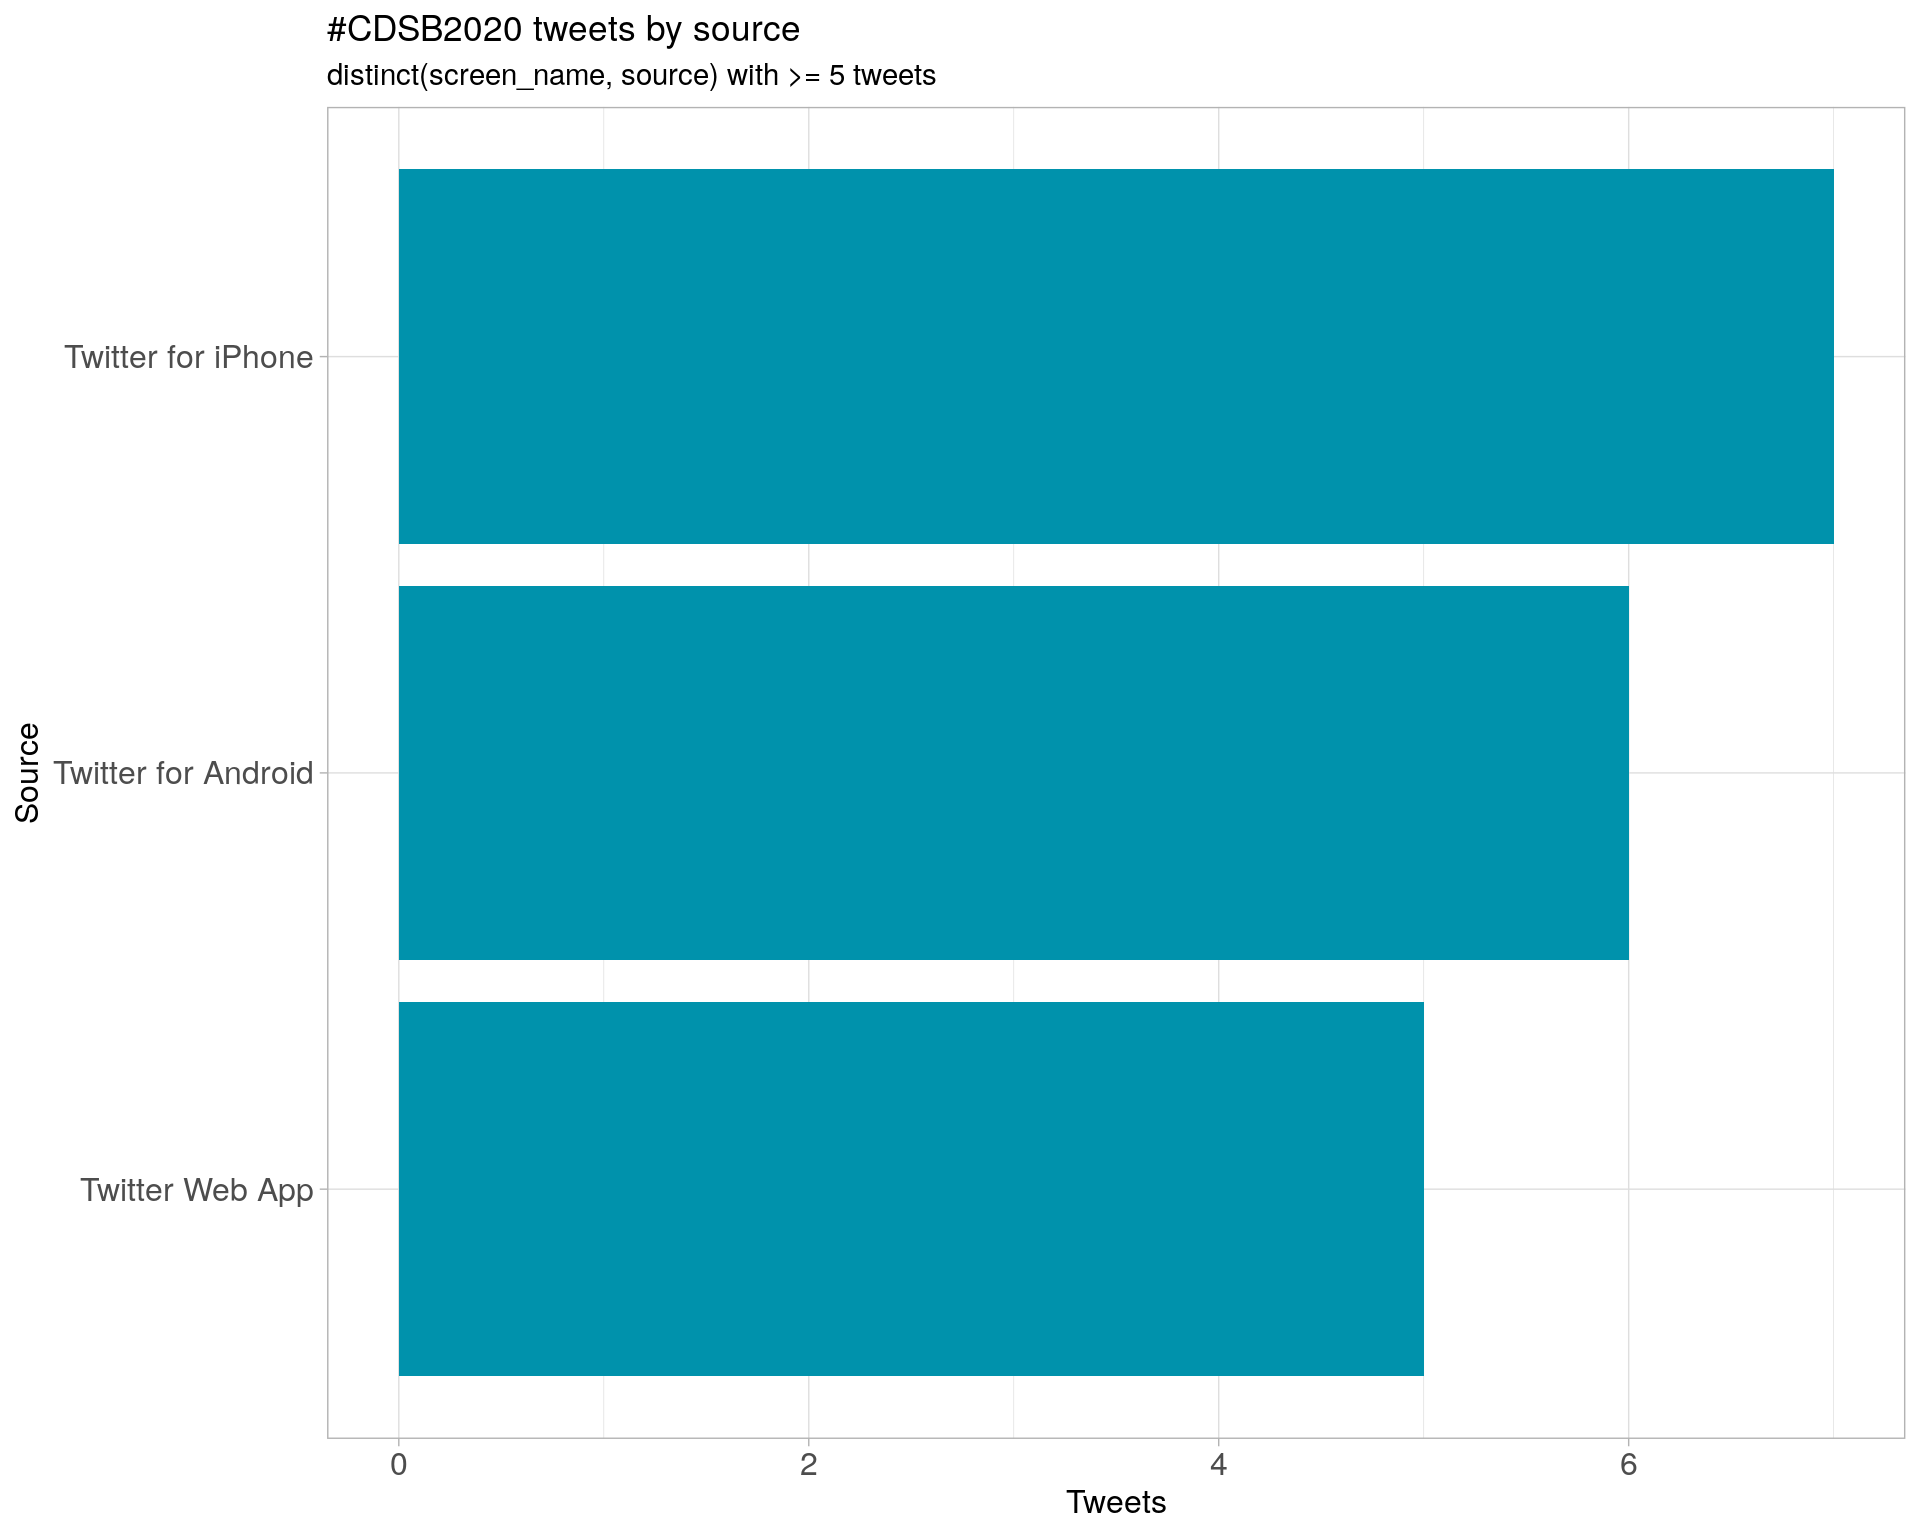 #CDSB2020 tweets by source
distinct(screen_name, source) with >= 5 tweets
Source
Twitter for iPhone
Twitter for Android
Twitter Web App
0 2 4 6
Tweets